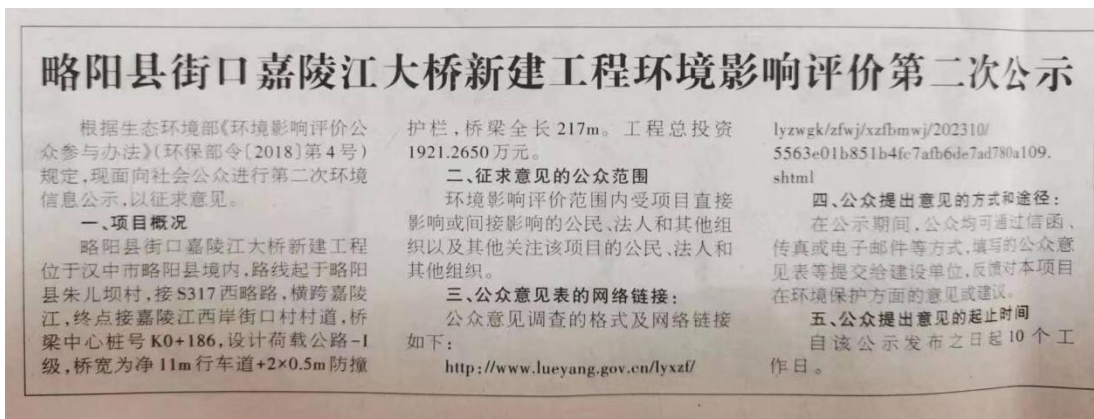 略阳县街口嘉陵江大桥新建工程环境影响评价第二次公示
根据生态环境部《环境影响评价公
众参与办法》(环保部令〔2018〕第4号)
规定,现面向社会公众进行第二次环境
信息公示,以征求意见。
一、项目概况
略阳县街口嘉陵江大桥新建工程
位于汉中市略阳县境内,路线起于略阳
县朱儿坝村,接S317西略路,横跨嘉陵
江,终点接嘉陵江西岸街口村村道,桥
梁中心桩号K0+186,设计荷载公路-I
级,桥宽为净11m行车道+2×0.5m防撞
护栏,桥梁全长217m。工程总投资
1921.2650万元。
二、征求意见的公众范围
环境影响评价范围内受项目直接
影响或间接影响的公民、法人和其他组
织以及其他关注该项目的公民、法人和
其他组织。
三、公众意见表的网络链接:
公众意见调查的格式及网络链接
如下:
http://www.lueyang.gov.cn/lyxzf/
lyzwgk/zfwj/xzfbmwj/202310/
5563e01b851b4fc7afb6de7ad780a109.
shtml
四、公众提出意见的方式和途径:
在公示期间,公众均可通过信函、
传真或电子邮件等方式,填写的公众意
见表等提交给建设单位,反馈对本项目
在环境保护方面的意见或建议。
五、公众提出意见的起止时间
自该公示发布之日起10个工
作日。